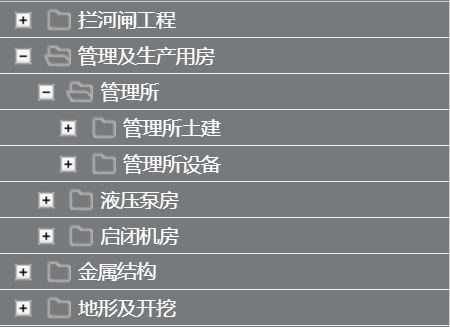 拦河闸工程
管理及生产用房
管理所
管理所土建
管理所设备
液压泵房
启闭机房
金属结构
地形及开挖